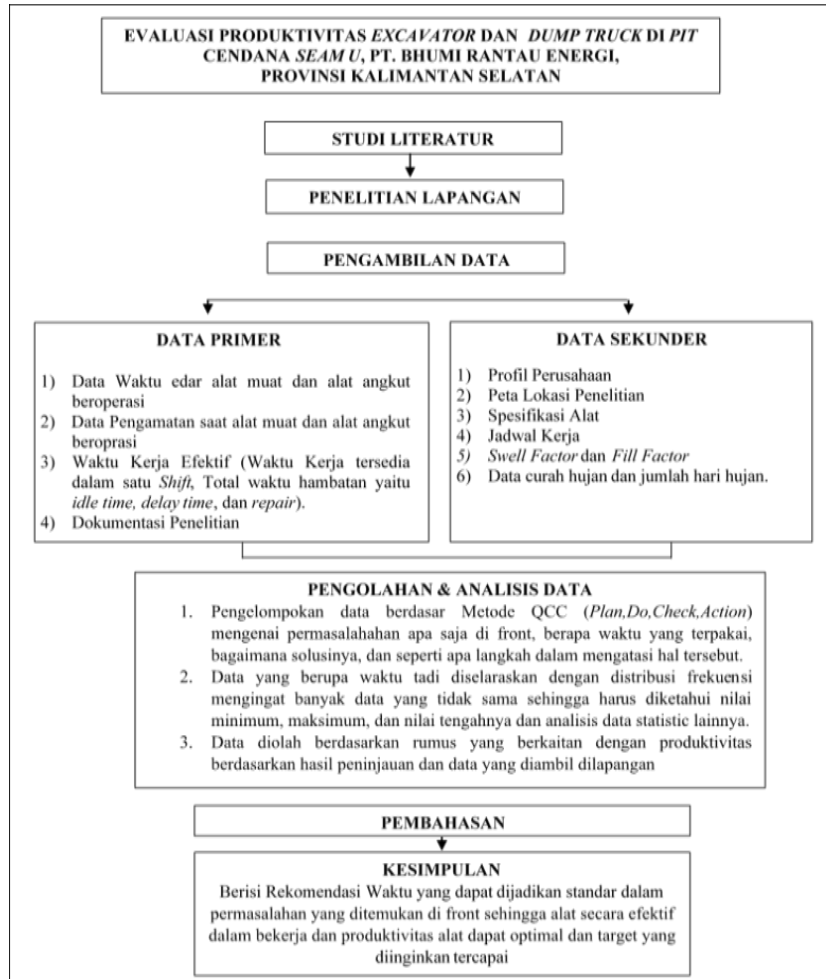 EVALUASI PRODUKTIVITAS EXCAVATOR DAN DUMP TRUCK DI PIT
CENDANA SEAM U, PT. BHUMI RANTAU ENERGI,
PROVINSI KALIMANTAN SELATAN
STUDI LITERATUR
PENELITIAN LAPANGAN
PENGAMBILAN DATA
DATA PRIMER
1) Data Waktu edar alat muat dan alat angkut
beroperasi
2) Data Pengamatan saat alat muat dan alat angkut
beroprasi
3) Waktu Kerja Efektif (Waktu Kerja tersedia
dalam satu Shift, Total waktu hambatan yaitu
idle time, delay time, dan repair).
4) Dokumentasi Penelitian
DATA SEKUNDER
1) Profil Perusahaan
2) Peta Lokasi Penelitian
3) Spesifikasi Alat
4) Jadwal Kerja
5) Swell Factor dan Fill Factor
6) Data curah hujan dan jumlah hari hujan.
PENGOLAHAN & ANALISIS DATA
1. Pengelompokan data berdasar Metode QCC (Plan,Do,Check,Action)
mengenai permasalahahan apa saja di front, berapa waktu yang terpakai,
bagaimana solusinya, dan seperti apa langkah dalam mengatasi hal tersebut.
2. Data yang berupa waktu tadi diselaraskan dengan distribusi frekuensi
mengingat banyak data yang tidak sama sehingga harus diketahui nilai
minimum, maksimum, dan nilai tengahnya dan analisis data statistic lainnya.
3. Data diolah berdasarkan rumus yang berkaitan dengan produktivitas
berdasarkan hasil peninjauan dan data yang diambil dilapangan
PEMBAHASAN
KESIMPULAN
Berisi Rekomendasi Waktu yang dapat dijadikan standar dalam
permasalahan yang ditemukan di front sehingga alat secara efektif
dalam bekerja dan produktivitas alat dapat optimal dan target yang
diinginkan tercapai